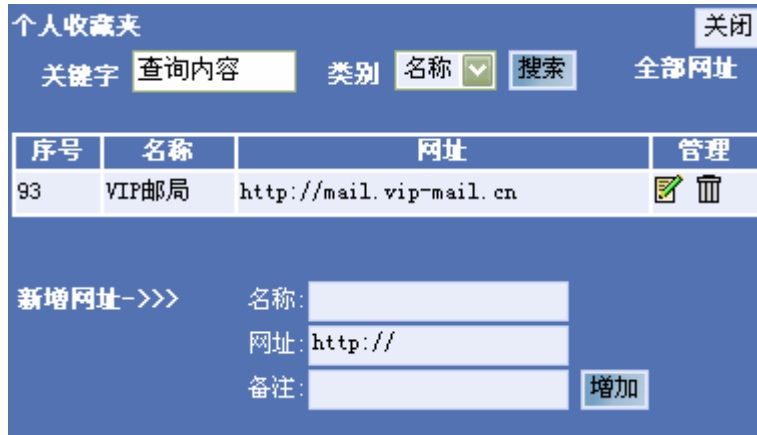 个人收藏夹 关闭
关键字 查询内容 类别 名称 搜索 全部网址
序号 名称 网址 管理
93 VIP邮局 http://mail.vip-mail.cn
新增网址->>> 名称:
网址: http://
备注: 增加